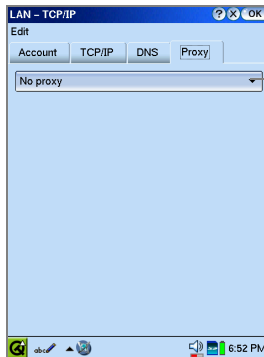 LAN - TCP/IP ? X OK
Edit
Account TCP/IP DNS Proxy
No proxy
abc 6:52 PM